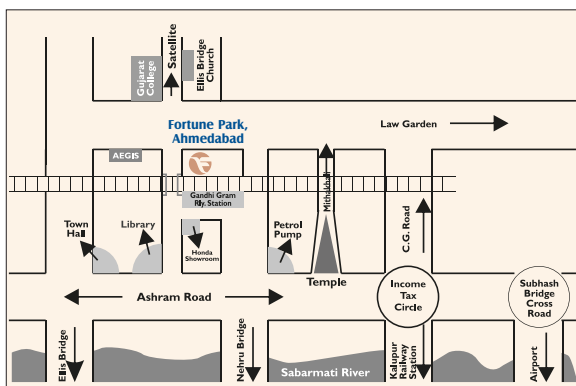 Gujarat
College
Satellite
Ellis Bridge
Church
Fortune Park,
Ahmedabad
Law Garden
AEGIS
Mithakhali
Gandhi Gram
Rly. Station
C.G. Road
Town
Hall
Library
Honda
Showroom
Petrol
Pump
Temple
Ashram Road
Income
Tax
Circle
Subhash
Bridge
Cross
Road
Ellis Bridge
Nehru Bridge
Sabarmati River
Kalupur
Railway
Station
Airport